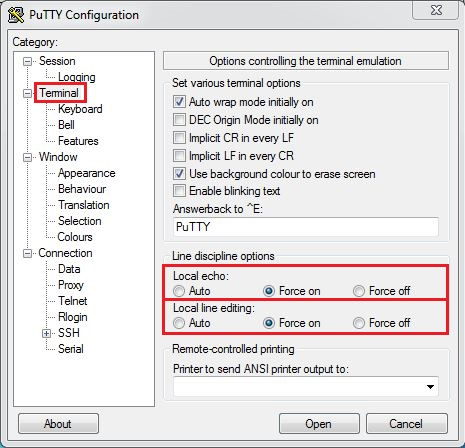 PuTTY Configuration
Category:
Session
Logging
Terminal
Keyboard
Bell
Features
Window
Appearance
Behaviour
Translation
Selection
Colours
Connection
Data
Proxy
Telnet
Rlogin
SSH
Serial
Options controlling the terminal emulation
Set various terminal options
Auto wrap mode initially on
DEC Origin Mode initially on
Implicit CR in every LF
Implicit LF in every CR
Use background colour to erase screen
Enable blinking text
Answerback to ^E:
PuTTY
Line discipline options
Local echo:
Auto Force on Force off
Local line editing:
Auto Force on Force off
Remote-controlled printing
Printer to send ANSI printer output to:
About Open Cancel